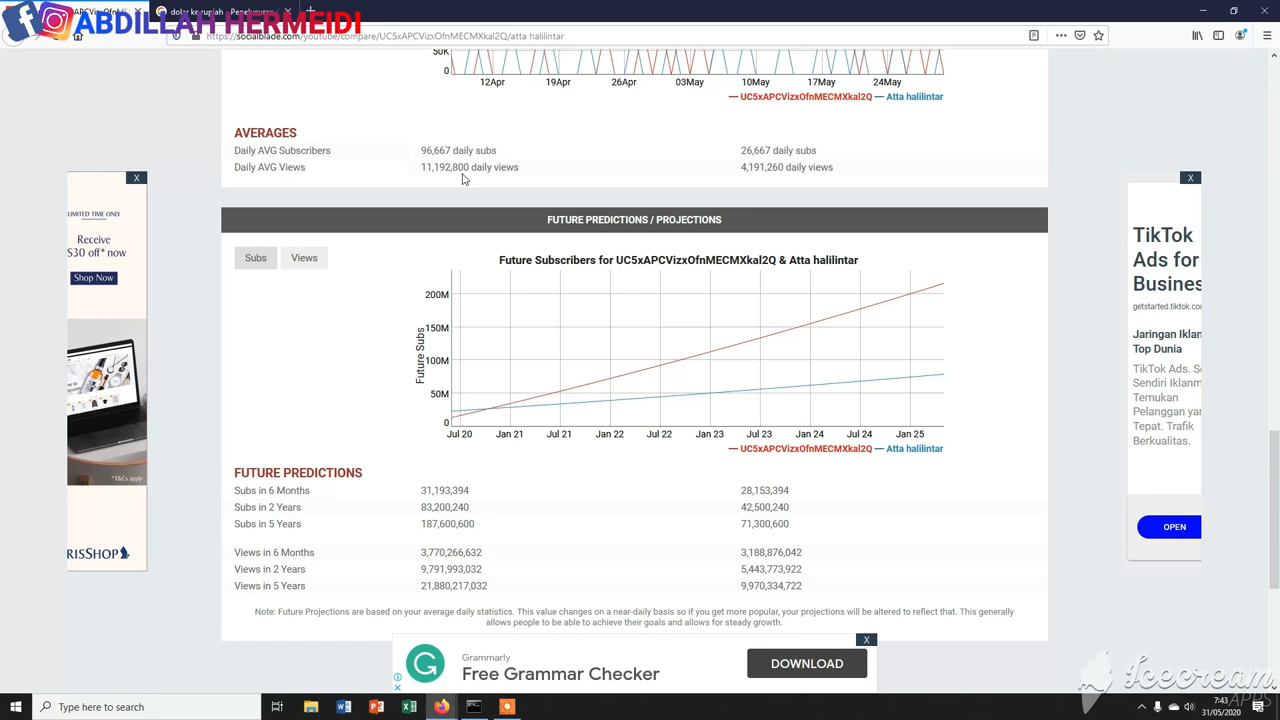 ABDILLAH HERMEIDI
https://socialblade.com/youtube/compare/UC5xAPCVizxOfnMECMXkal2Q/atta halilintar
50K
0
12Apr 19Apr 26Apr 03May 10May 17May 24May
UC5xAPCVizxOfnMECMXkal2Q Atta halilintar
AVERAGES
Daily AVG Subscribers 96,667 daily subs 26,667 daily subs
Daily AVG Views 11,192,800 daily views 4,191,260 daily views
FUTURE PREDICTIONS / PROJECTIONS
Subs Views
Future Subscribers for UC5xAPCVizxOfnMECMXkal2Q & Atta halilintar
Future Subs
200M
150M
100M
50M
0
Jul 20 Jan 21 Jul 21 Jan 22 Jul 22 Jan 23 Jul 23 Jan 24 Jul 24 Jan 25
UC5xAPCVizxOfnMECMXkal2Q Atta halilintar
FUTURE PREDICTIONS
Subs in 6 Months 31,193,394 28,153,394
Subs in 2 Years 83,200,240 42,500,240
Subs in 5 Years 187,600,600 71,300,600
Views in 6 Months 3,770,266,632 3,188,876,042
Views in 2 Years 9,791,993,032 5,443,773,922
Views in 5 Years 21,880,217,032 9,970,334,722
Note: Future Projections are based on your average daily statistics. This value changes on a near-daily basis so if you get more popular, your projections will be altered to reflect that. This generally
allows people to be able to achieve their goals and allows for steady growth.
X
LIMITED TIME ONLY
Receive
$30 off* now
Shop Now
*T&Cs apply
RISSHOP
X
TikTok
Ads for
Business
getstarted.tiktok.co
Jaringan Iklan
Top Dunia
TikTok Ads. Se
Sendiri Iklanm
Temukan
Pelanggan ya
Tepat. Trafik
Berkualitas.
OPEN
X
Grammarly
Free Grammar Checker
DOWNLOAD
Icecream
APPS
Type here to search
7:43
31/05/2020